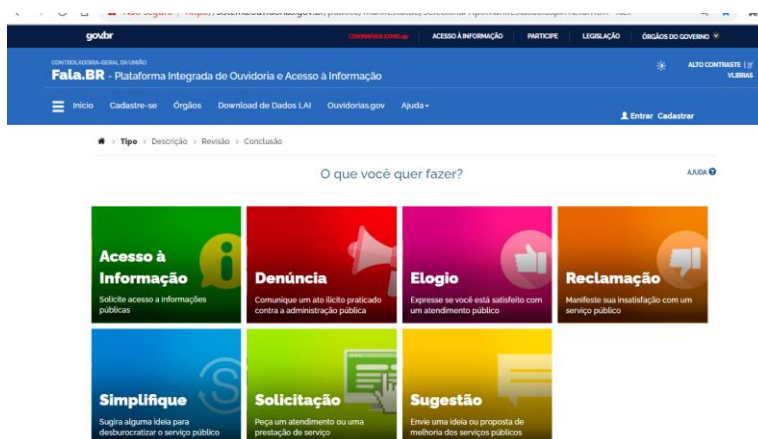 gov.br
CORONAVÍRUS (COVID-19) ACESSO À INFORMAÇÃO PARTICIPE LEGISLAÇÃO ÓRGÃOS DO GOVERNO
CONTROLADORIA-GERAL DA UNIÃO
Fala.BR - Plataforma Integrada de Ouvidoria e Acesso à Informação
ALTO CONTRASTE |
VLIBRAS
Início Cadastre-se Órgãos Download de Dados LAI Ouvidorias.gov Ajuda
Entrar Cadastrar
> Tipo > Descrição > Revisão > Conclusão
O que você quer fazer?
AJUDA
Acesso à
Informação
Solicite acesso a informações
públicas
Denúncia
Comunique um ato ilícito praticado
contra a administração pública
Elogio
Expresse se você está satisfeito com
um atendimento público
Reclamação
Manifeste sua insatisfação com um
serviço público
Simplifique
Sugira alguma ideia para
desburocratizar o serviço público
Solicitação
Peça um atendimento ou uma
prestação de serviço
Sugestão
Envie uma ideia ou proposta de
melhoria dos serviços públicos